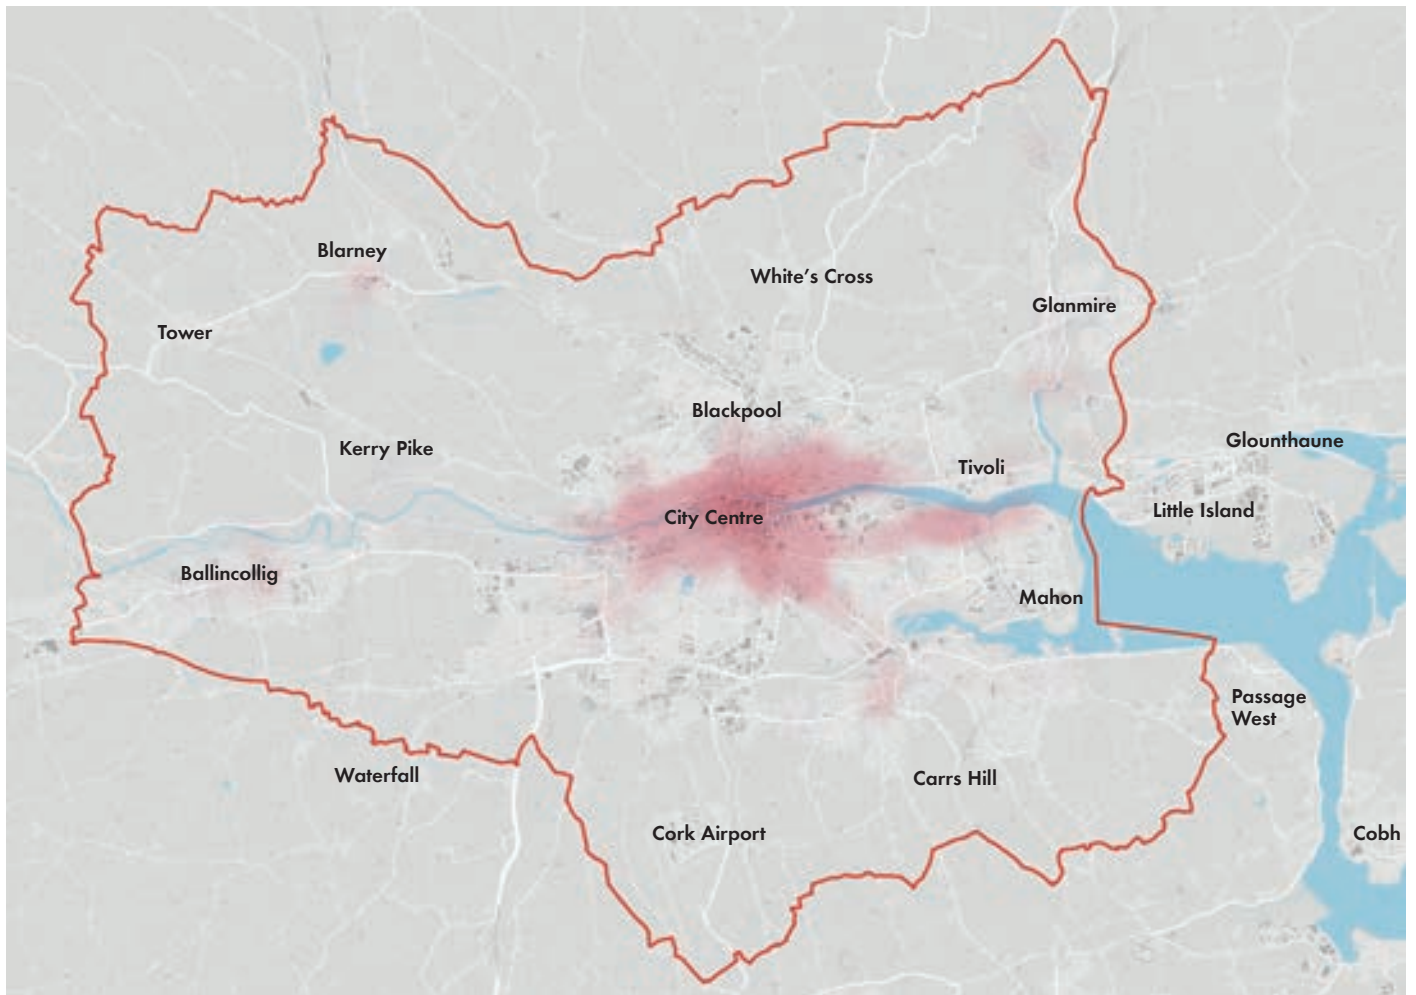 Blarney
White's Cross
Glanmire
Tower
Blackpool
Glounthaune
Kerry Pike
Tivoli
Little Island
City Centre
Ballincollig
Mahon
Passage
West
Waterfall
Carrs Hill
Cork Airport
Cobh